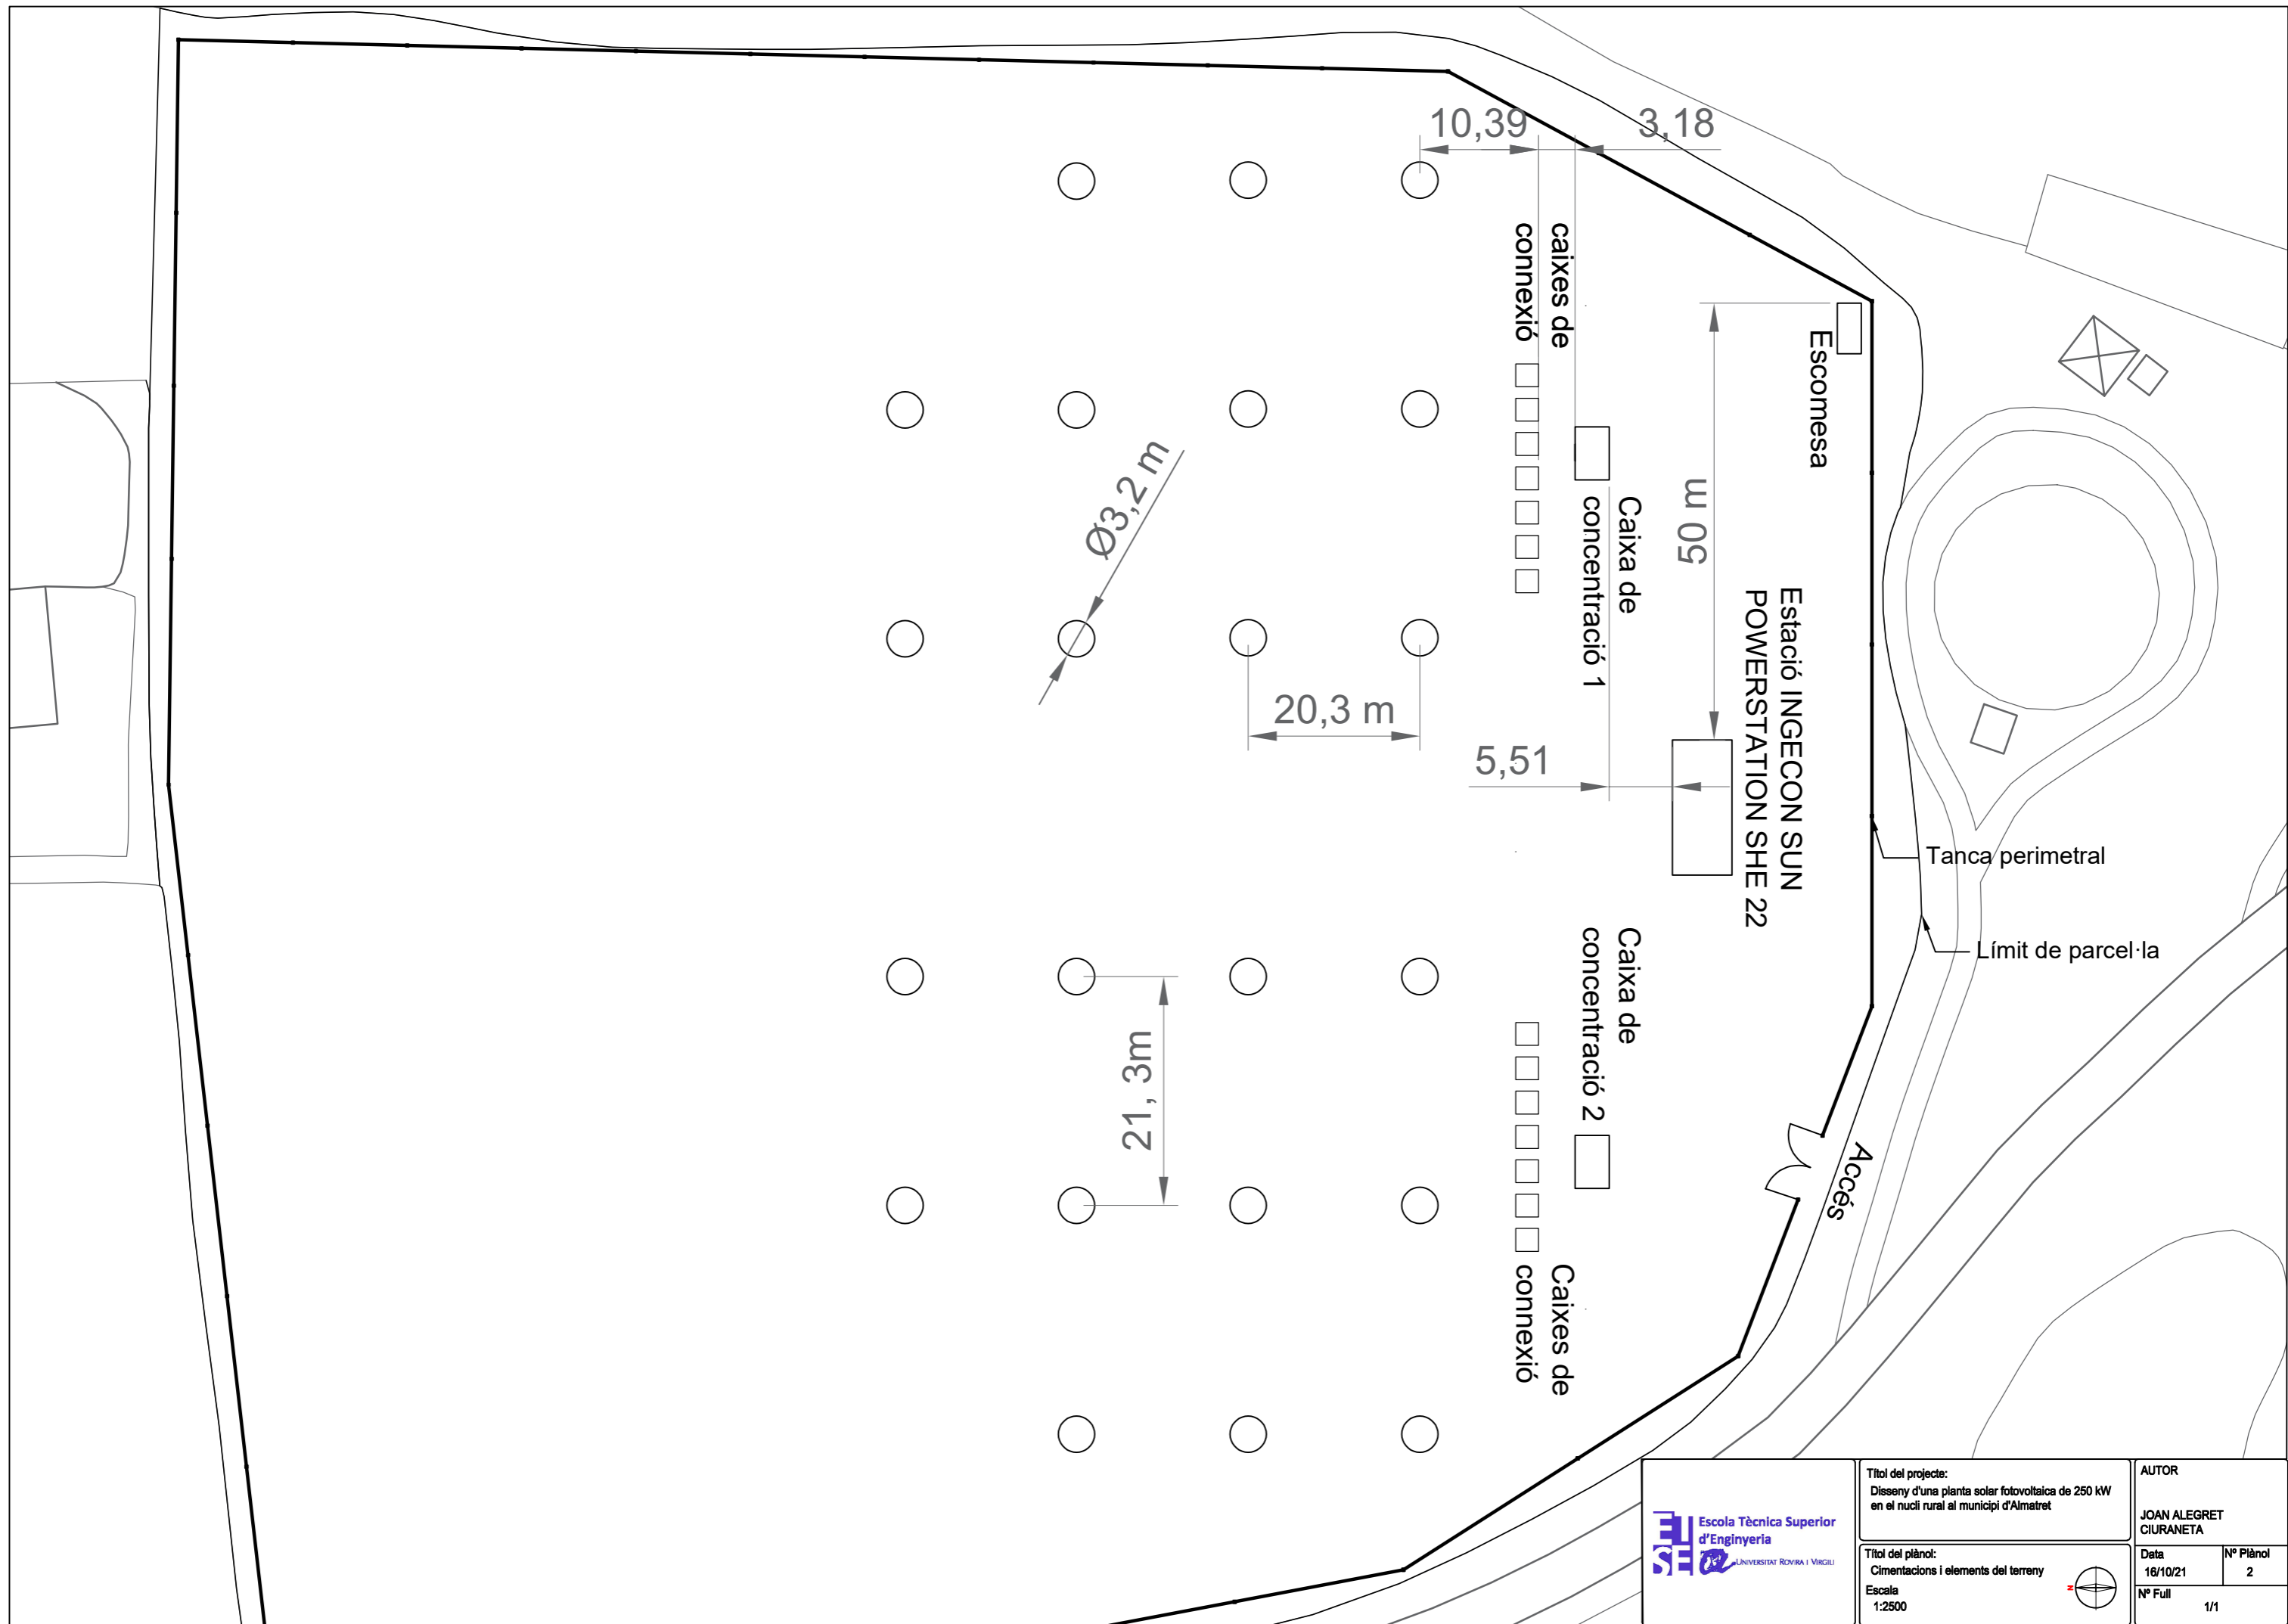 10,39
3,18
caixes de
connexió
Escomesa
50 m
Ø3,2 m
Caixa de
concentració 1
Estació INGECON SUN
POWERSTATION SHE 22
20,3 m
5,51
Tanca perimetral
Límit de parcel·la
Caixa de
concentració 2
21, 3m
Accés
Caixes de
connexió
Escola Tècnica Superior
d'Enginyeria
UNIVERSITAT ROVIRA I VIRGILI
Títol del projecte:
Disseny d'una planta solar fotovoltaica de 250 kW
en el nucli rural al municipi d'Almatret
AUTOR
JOAN ALEGRET
CIURANETA
Títol del plànol:
Cimentacions i elements del terreny
Escala
1:2500
N
Data
16/10/21
Nº Plànol
2
Nº Full
1/1